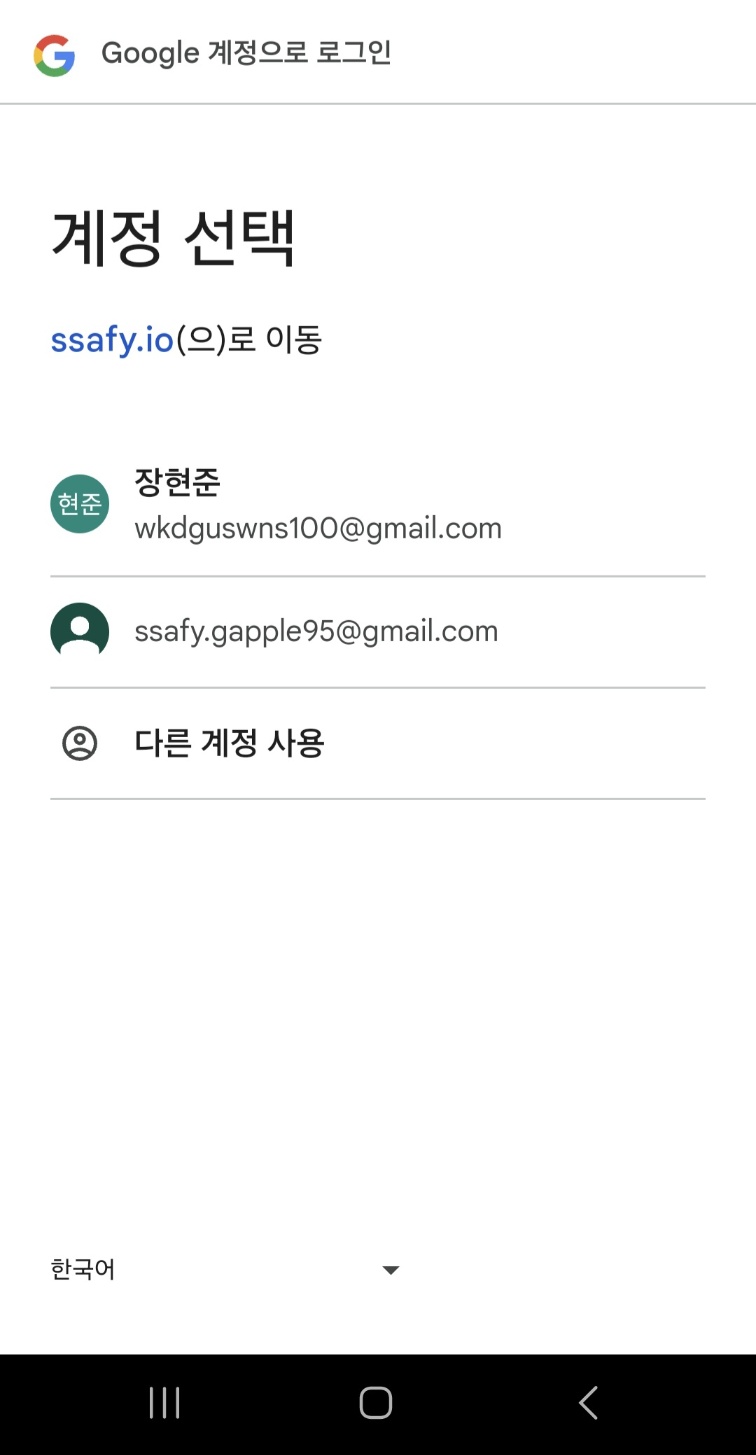 Google 계정으로 로그인
계정 선택
ssafy.io(으)로 이동
현준
장현준
wkdguswns100@gmail.com
ssafy.gapple95@gmail.com
다른 계정 사용
한국어